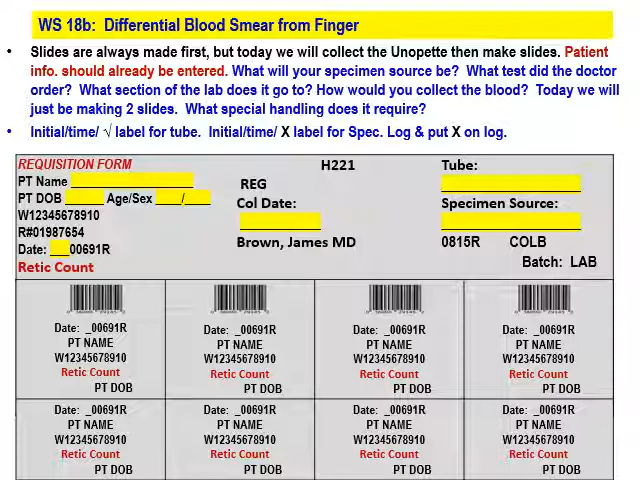 WS 18b:  Differential Blood Smear from Finger
• Slides are always made first, but today we will collect the Unopette then make slides. Patient
info. should already be entered. What will your specimen source be?  What test did the doctor
order?  What section of the lab does it go to? How would you collect the blood?  Today we will
just be making 2 slides.  What special handling does it require?
• Initial/time/ √ label for tube.  Initial/time/ X label for Spec. Log & put X on log.
REQUISITION FORM
PT Name
PT DOB Age/Sex /
W12345678910
R#01987654
Date: 00691R
Retic Count
H221
REG
Col Date:
Brown, James MD
Tube:
Specimen Source:
0815R COLB
Batch:  LAB
Date:  _00691R
PT NAME
W12345678910
Retic Count
PT DOB
Date:  _00691R
PT NAME
W12345678910
Retic Count
PT DOB
Date:  _00691R
PT NAME
W12345678910
Retic Count
PT DOB
Date:  _00691R
PT NAME
W12345678910
Retic Count
PT DOB
Date:  _00691R
PT NAME
W12345678910
Retic Count
PT DOB
Date:  _00691R
PT NAME
W12345678910
Retic Count
PT DOB
Date:  _00691R
PT NAME
W12345678910
Retic Count
PT DOB
Date:  _00691R
PT NAME
W12345678910
Retic Count
PT DOB